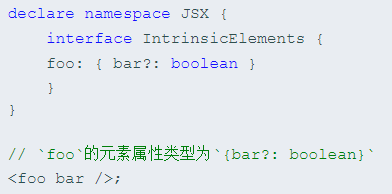 declare namespace JSX {
    interface IntrinsicElements {
    foo: { bar?: boolean }
    }
}

// `foo`的元素属性类型为`{bar?: boolean}`
<foo bar />;